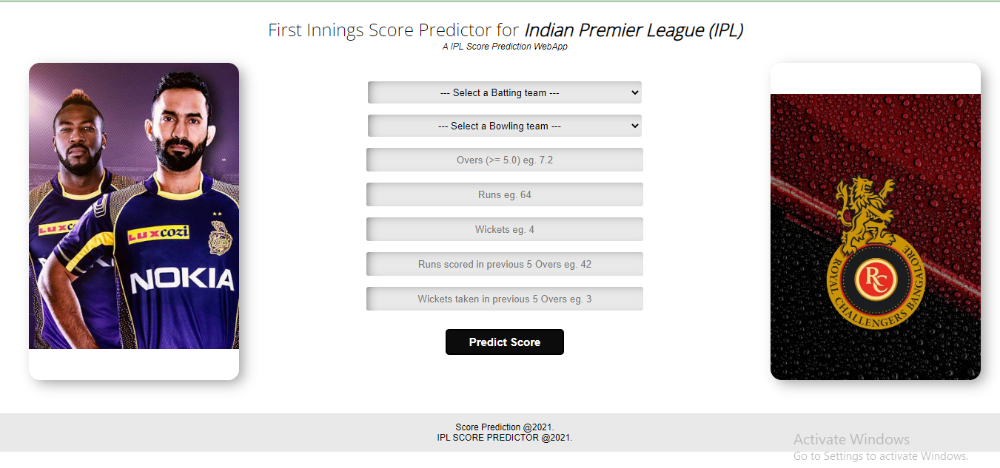 First Innings Score Predictor for Indian Premier League (IPL)
A IPL Score Prediction WebApp
--- Select a Batting team ---
--- Select a Bowling team ---
Overs (>= 5.0) eg. 7.2
Runs eg. 64
Wickets eg. 4
Runs scored in previous 5 Overs eg. 42
Wickets taken in previous 5 Overs eg. 3
Predict Score
LUXCO
LUXCOZI
NOKIA
ROYAL CHALLENGERS BANGALORE
RC
Score Prediction @2021.
IPL SCORE PREDICTOR @2021.
Activate Windows
Go to Settings to activate Windows.